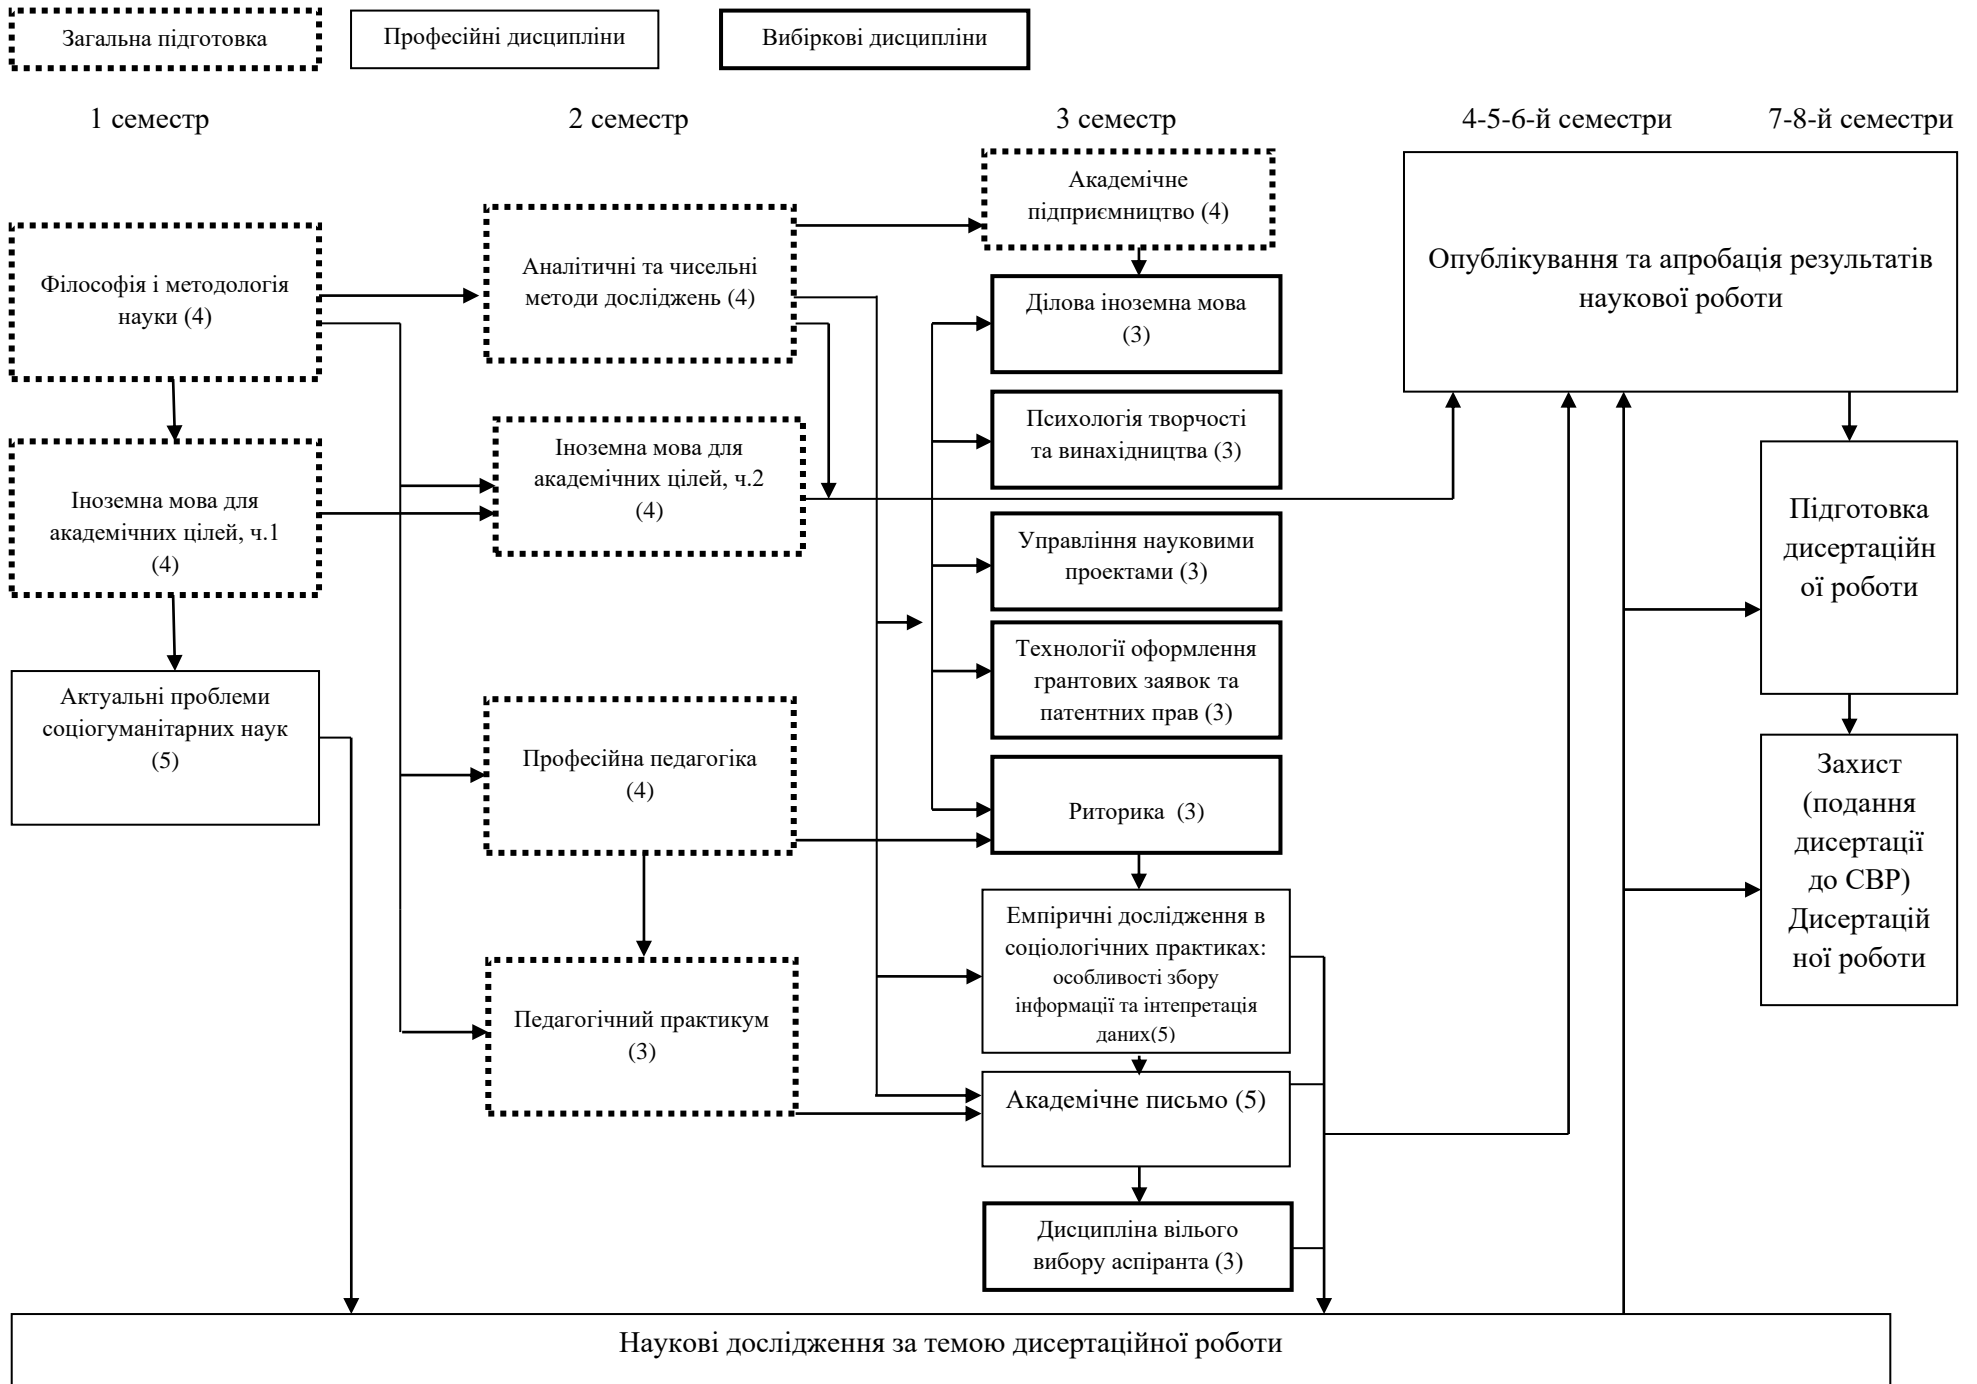 Загальна підготовка
Професійні дисципліни
Вибіркові дисципліни
1 семестр
2 семестр
3 семестр
4-5-6-й семестри
7-8-й семестри
Філософія і методологія
науки (4)
Іноземна мова для
академічних цілей, ч.1
(4)
Актуальні проблеми
соціогуманітарних наук
(5)
Аналітичні та чисельні
методи досліджень (4)
Іноземна мова для
академічних цілей, ч.2
(4)
Професійна педагогіка
(4)
Педагогічний практикум
(3)
Академічне
підприємництво (4)
Ділова іноземна мова
(3)
Психологія творчості
та винахідництва (3)
Управління науковими
проектами (3)
Технології оформлення
грантових заявок та
патентних прав (3)
Риторика (3)
Емпіричні дослідження в
соціологічних практиках:
особливості збору
інформації та інтепретація
даних(5)
Академічне письмо (5)
Дисципліна вілього
вибору аспіранта (3)
Опублікування та апробація результатів
наукової роботи
Підготовка
дисертаційн
ої роботи
Захист
(подання
дисертації
до СВР)
Дисертацій
ної роботи
Наукові дослідження за темою дисертаційної роботи